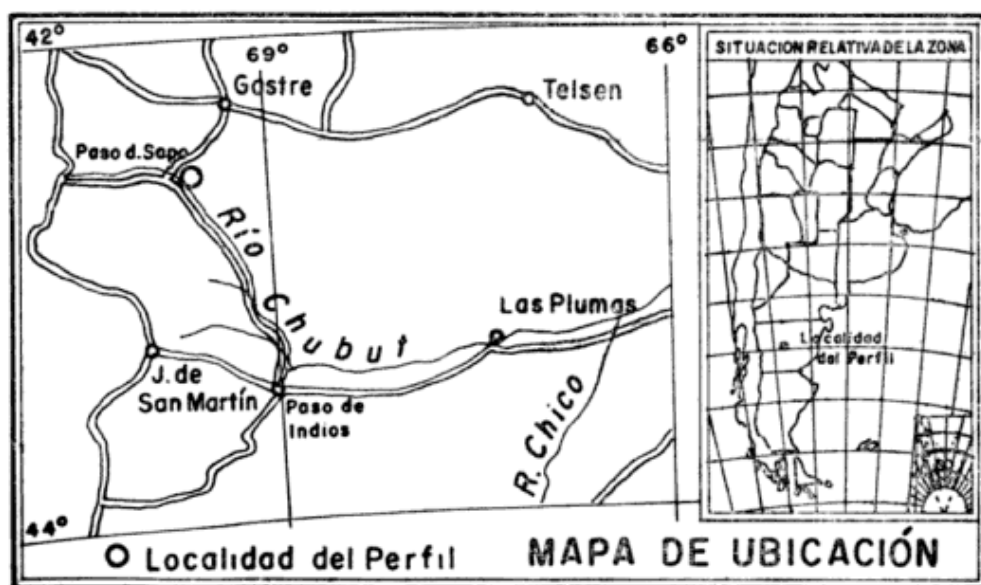 42°
69°
66°
Gastre
Telsen
Paso d. Sapo
Río Chubut
Las Plumas
J. de
San Martín
Paso de
Indios
R. Chico
44°
O Localidad del Perfil
MAPA DE UBICACIÓN
SITUACION RELATIVA DE LA ZONA
Localidad
del Perfil